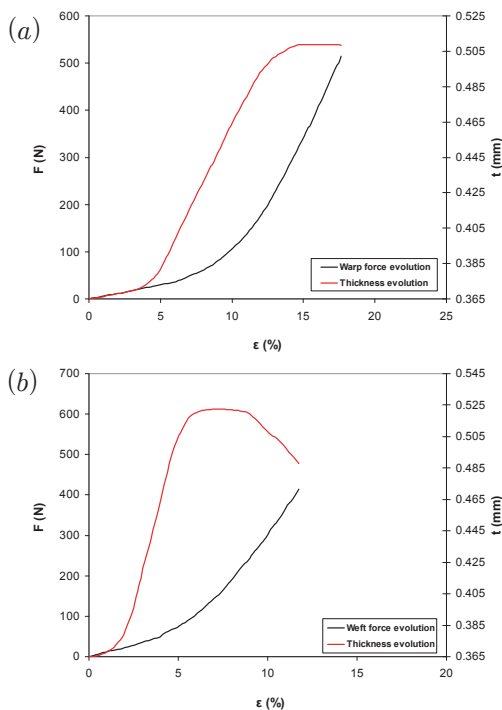 (a)
600
500
400
300
200
100
0
F (N)
0.525
0.505
0.485
0.465
0.445
0.425
0.405
0.385
0.365
t (mm)
0 5 10 15 20 25
ε (%)
Warp force evolution
Thickness evolution
(b)
700
600
500
400
300
200
100
0
F (N)
0.545
0.525
0.505
0.485
0.465
0.445
0.425
0.405
0.385
0.365
t (mm)
0 5 10 15 20
ε (%)
Weft force evolution
Thickness evolution